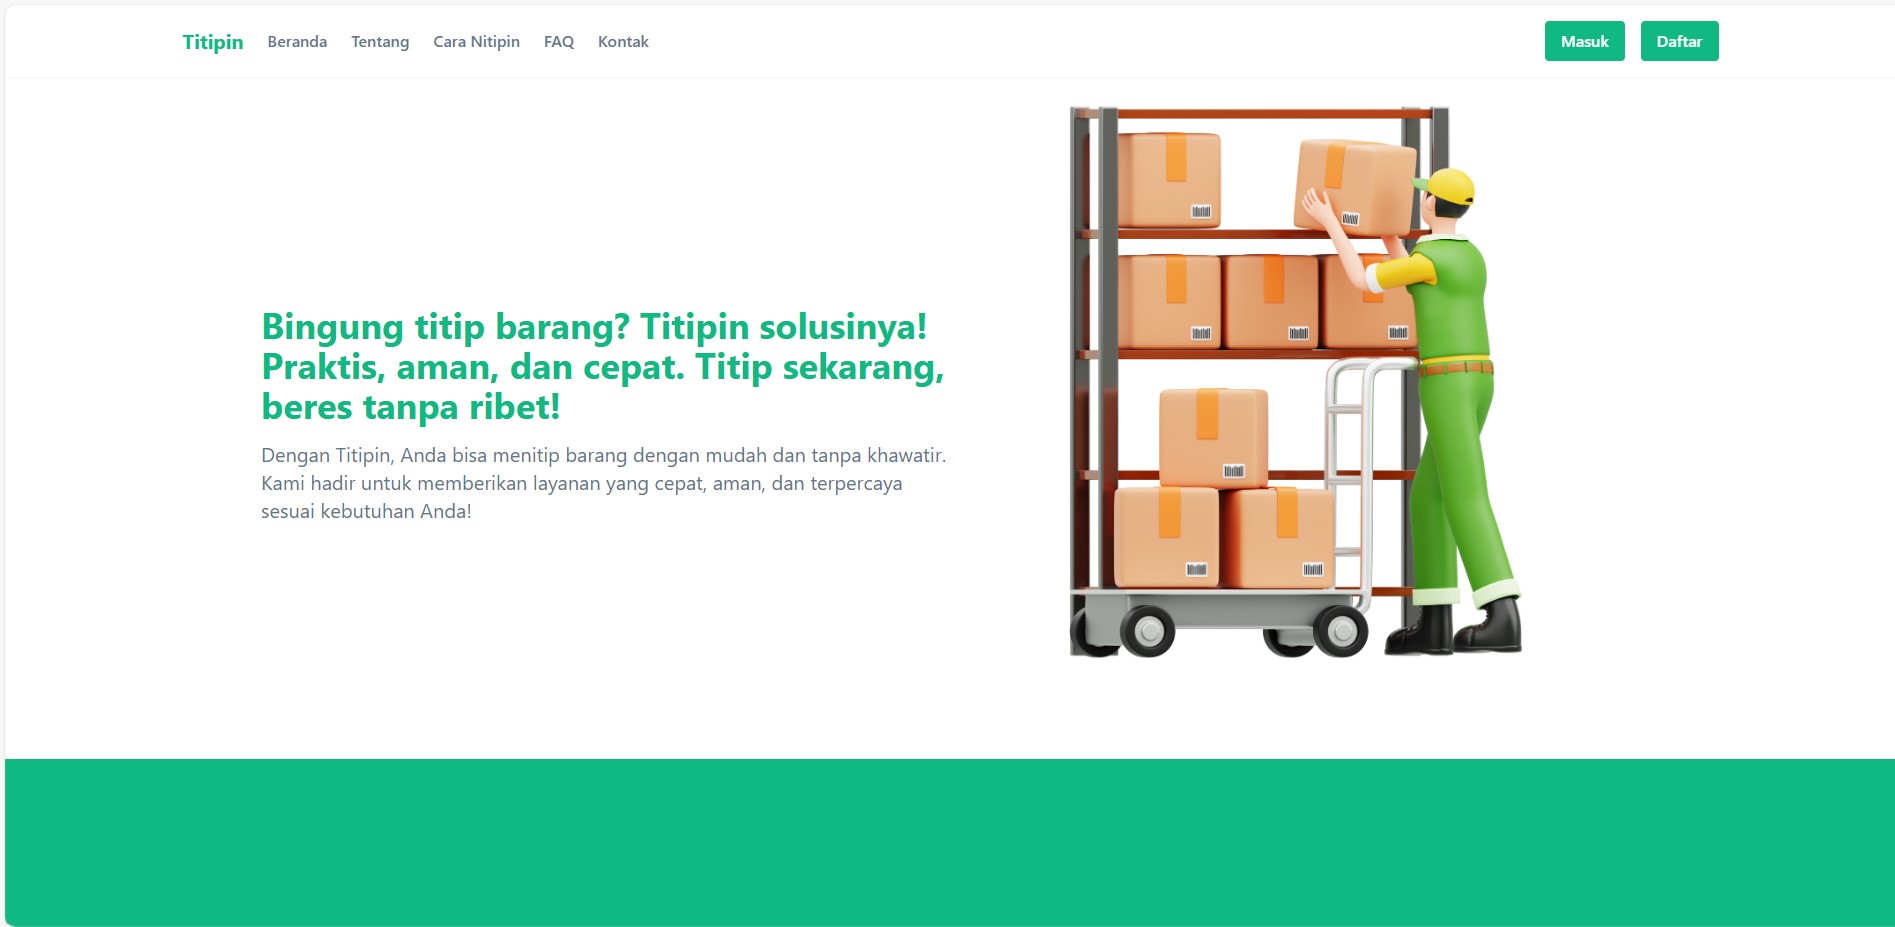 Titipin Beranda Tentang Cara Nitipin FAQ Kontak Masuk Daftar
Bingung titip barang? Titipin solusinya!
Praktis, aman, dan cepat. Titip sekarang,
beres tanpa ribet!
Dengan Titipin, Anda bisa menitip barang dengan mudah dan tanpa khawatir.
Kami hadir untuk memberikan layanan yang cepat, aman, dan terpercaya
sesuai kebutuhan Anda!